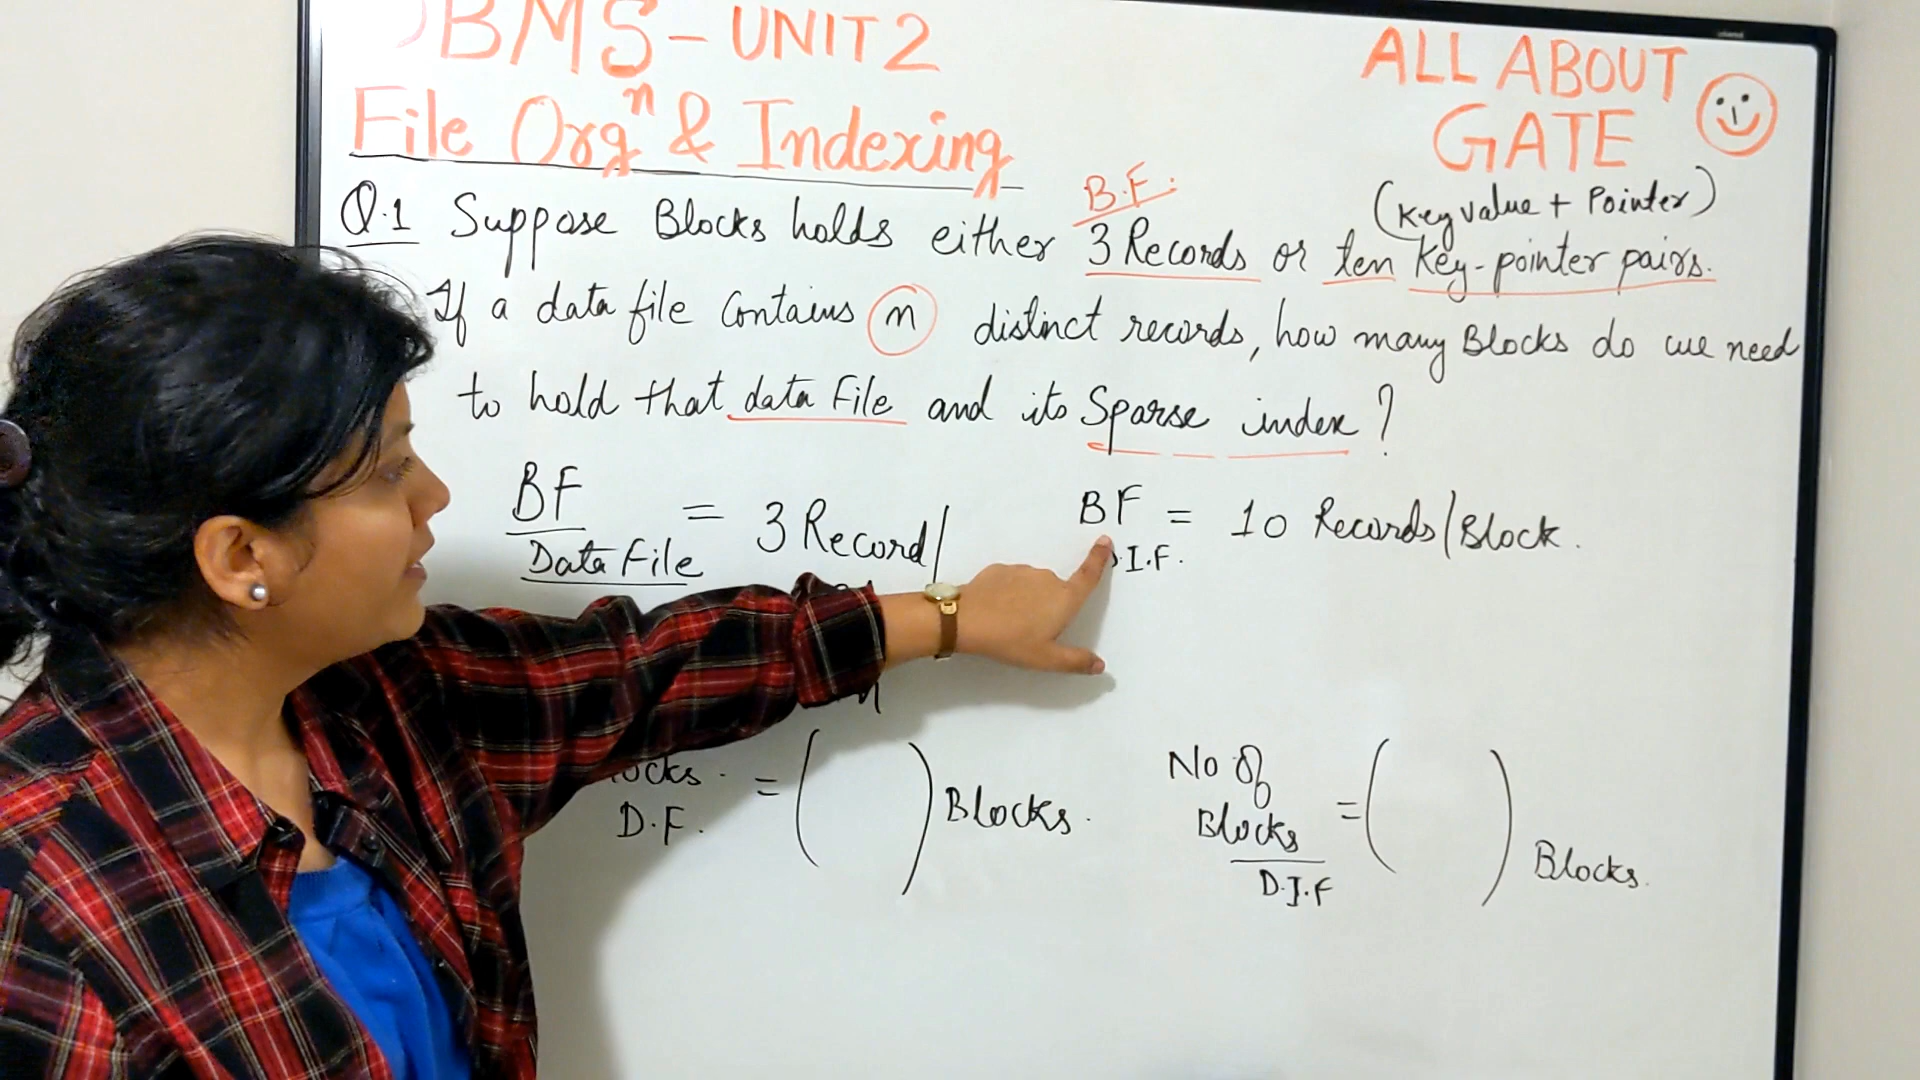 DBMS - UNIT 2
File Orgⁿ & Indexing
ALL ABOUT
GATE
B.F:
(Key value + Pointer)
Q.1 Suppose Blocks holds either 3 Records or ten key-pointer pairs.
If a data file Contains n distinct records, how many Blocks do we need
to hold that data File and its Sparse index?
BF
Data File = 3 Record/
BF = 10 Records/Block.
.I.F.
n
ocks.
D.F. = ( ) Blocks.
No of
Blocks
D.I.F = ( ) Blocks.